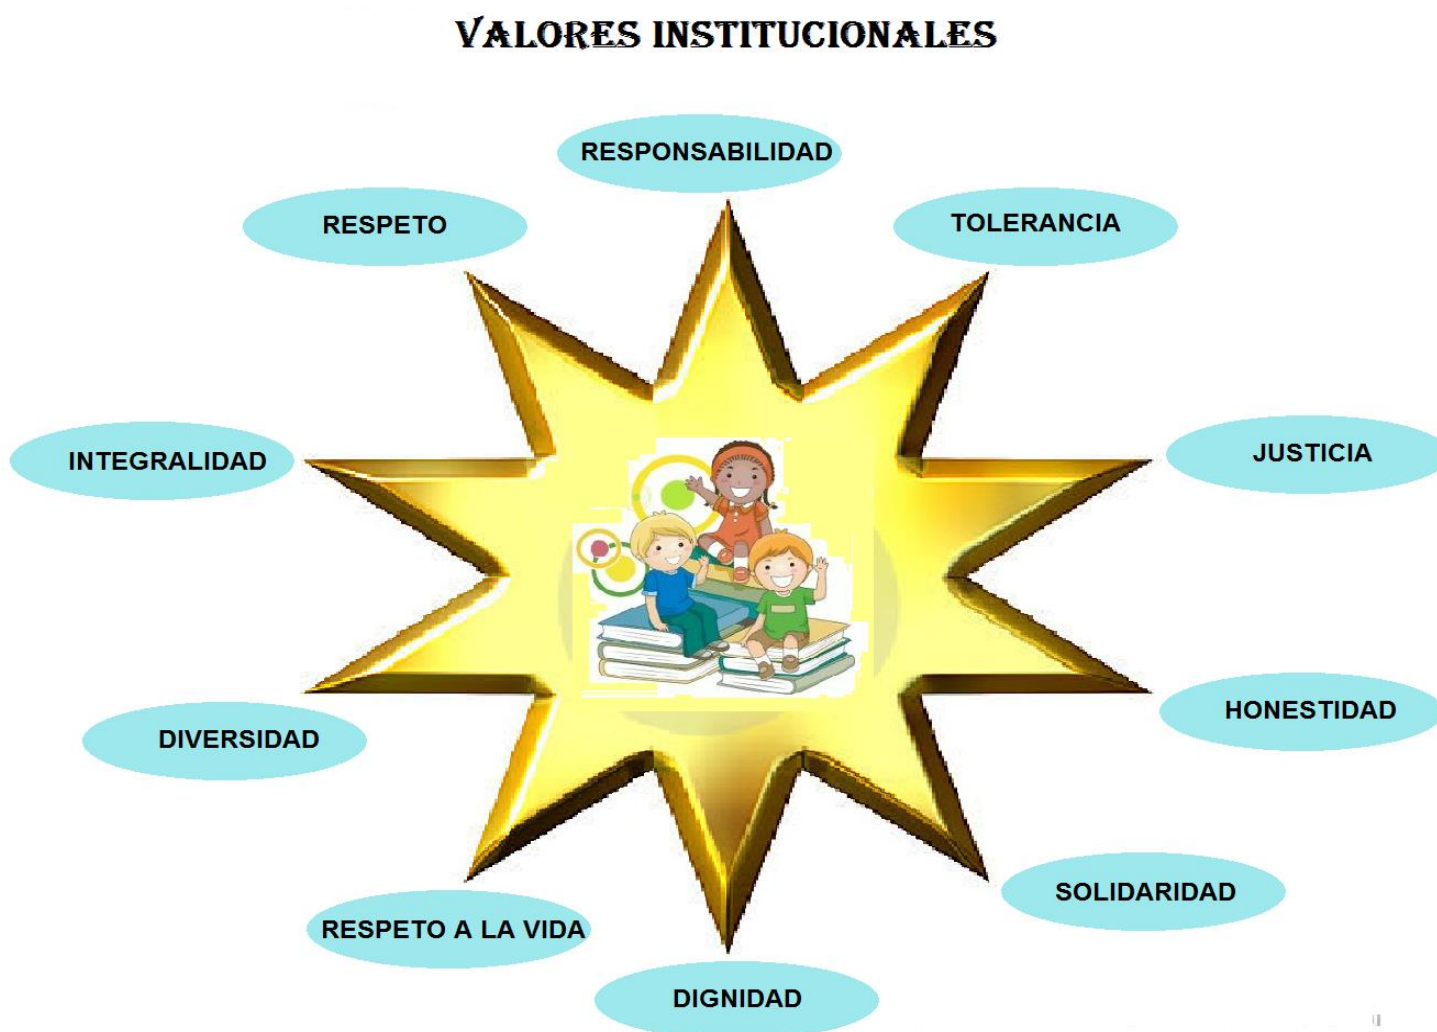 VALORES INSTITUCIONALES
RESPONSABILIDAD
RESPETO
TOLERANCIA
INTEGRALIDAD
JUSTICIA
DIVERSIDAD
HONESTIDAD
RESPETO A LA VIDA
SOLIDARIDAD
DIGNIDAD